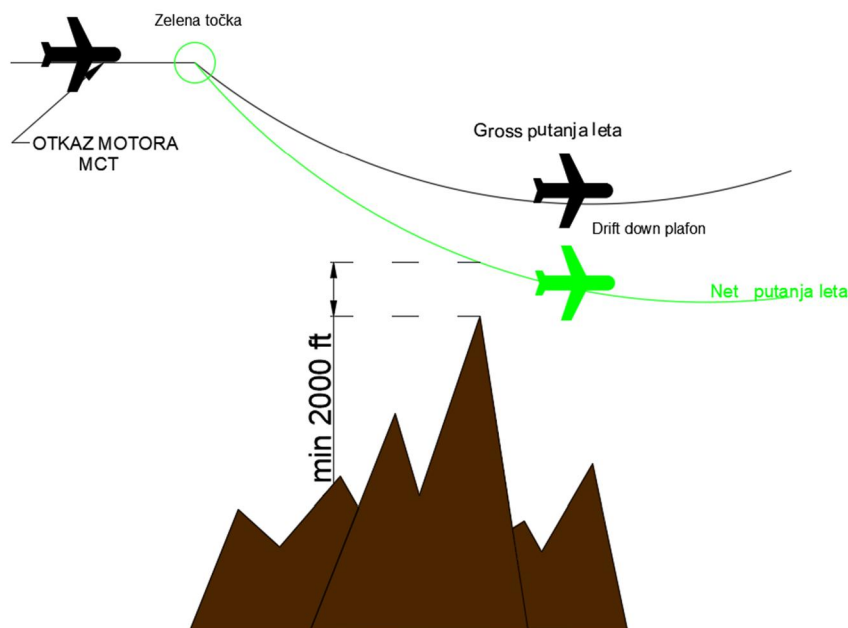 Zelena točka
OTKAZ MOTORA
MCT
Gross putanja leta
Drift down plafon
Net putanja leta
min 2000 ft